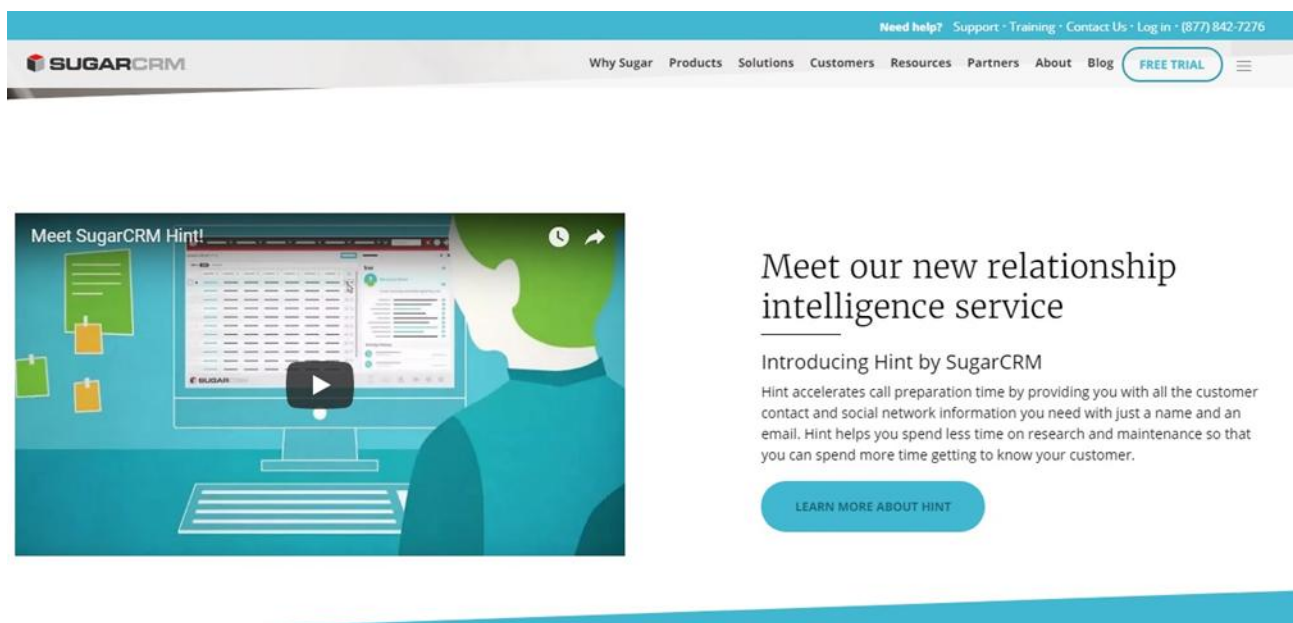 Need help? Support · Training · Contact Us · Log in · (877) 842-7276
SUGARCRM
Why Sugar Products Solutions Customers Resources Partners About Blog FREE TRIAL
Meet SugarCRM Hint!
SUGARCRM
Meet our new relationship
intelligence service
Introducing Hint by SugarCRM
Hint accelerates call preparation time by providing you with all the customer
contact and social network information you need with just a name and an
email. Hint helps you spend less time on research and maintenance so that
you can spend more time getting to know your customer.
LEARN MORE ABOUT HINT